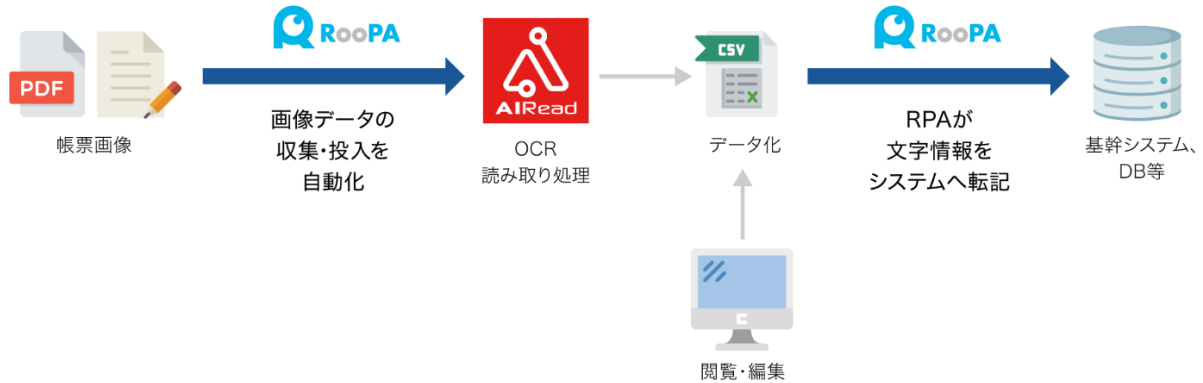 PDF
帳票画像
RooPA
画像データの
収集・投入を
自動化
AIRead
OCR
読み取り処理
CSV
データ化
閲覧・編集
RooPA
RPAが
文字情報を
システムへ転記
基幹システム、
DB等